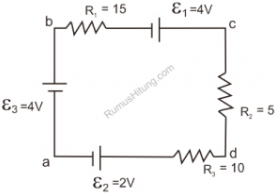 b
R₁ = 15
ε₁=4V
c
ε₃=4V
RumusHitung.com
R₂ = 5
a
ε₂=2V
R₃ = 10
d